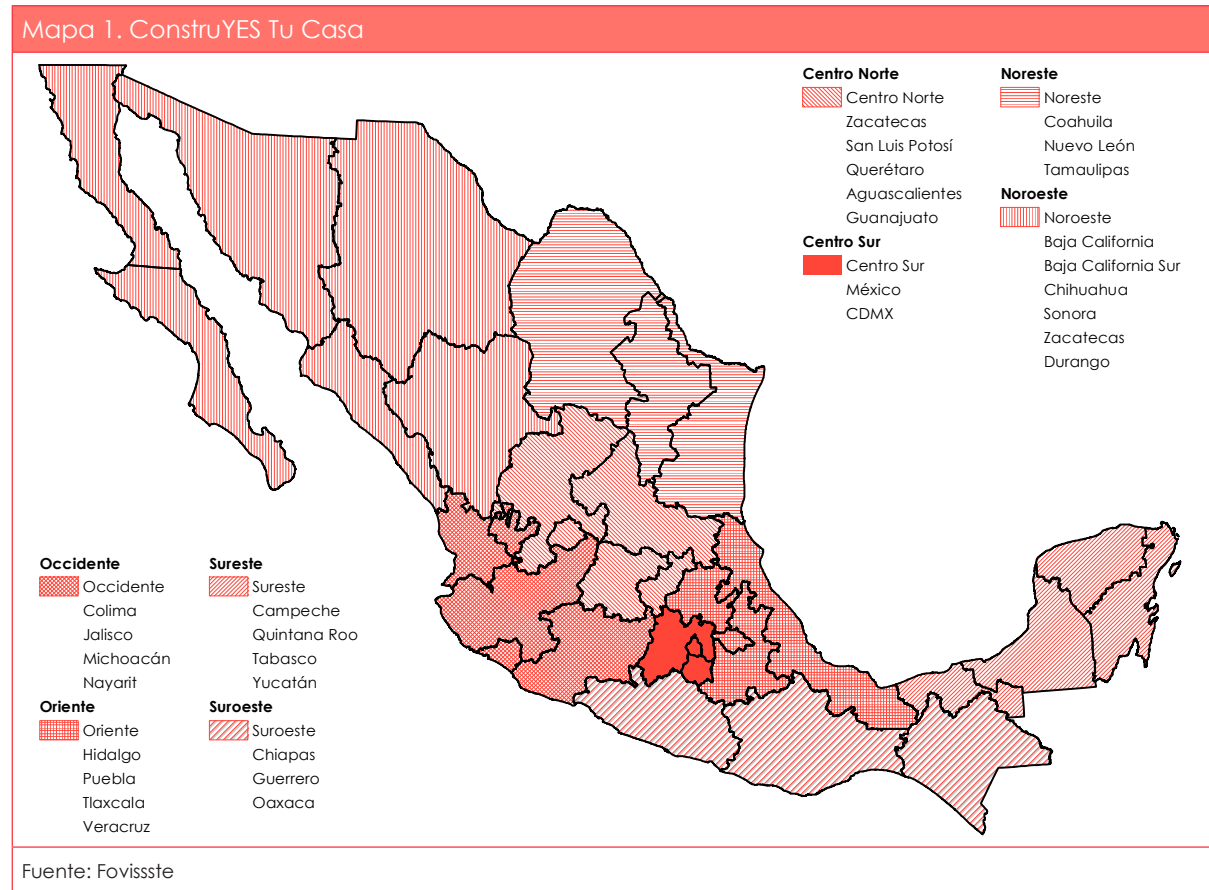 Mapa 1. ConstruYES Tu Casa
Centro Norte
Centro Norte
Zacatecas
San Luis Potosí
Querétaro
Aguascalientes
Guanajuato
Centro Sur
Centro Sur
México
CDMX
Noreste
Noreste
Coahuila
Nuevo León
Tamaulipas
Noroeste
Noroeste
Baja California
Baja California Sur
Chihuahua
Sonora
Zacatecas
Durango
Occidente
Occidente
Colima
Jalisco
Michoacán
Nayarit
Oriente
Oriente
Hidalgo
Puebla
Tlaxcala
Veracruz
Sureste
Sureste
Campeche
Quintana Roo
Tabasco
Yucatán
Suroeste
Suroeste
Chiapas
Guerrero
Oaxaca
Fuente: Fovissste